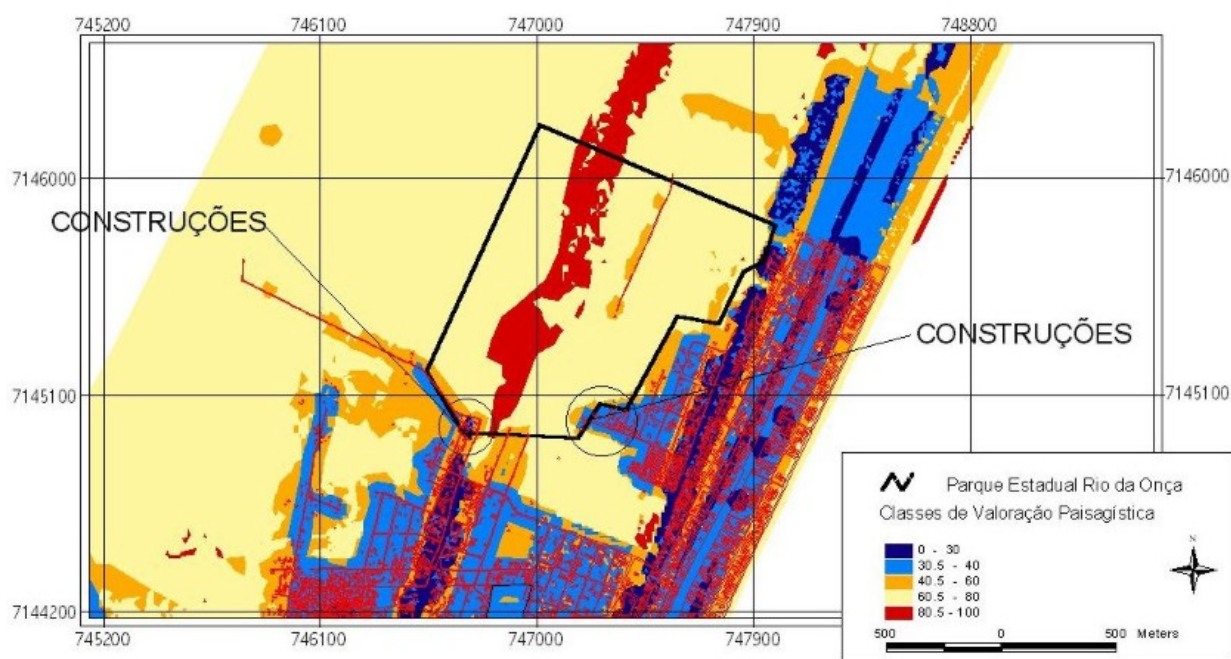 745200 746100 747000 747900 748800
7146000 7146000
CONSTRUÇÕES
CONSTRUÇÕES
7145100 7145100
Parque Estadual Rio da Onça
Classes de Valoração Paisagística
N
0 - 30
30.5 - 40
40.5 - 60
60.5 - 80
80.5 - 100
7144200
745200 746100 747000 747900
500 0 500 Meters